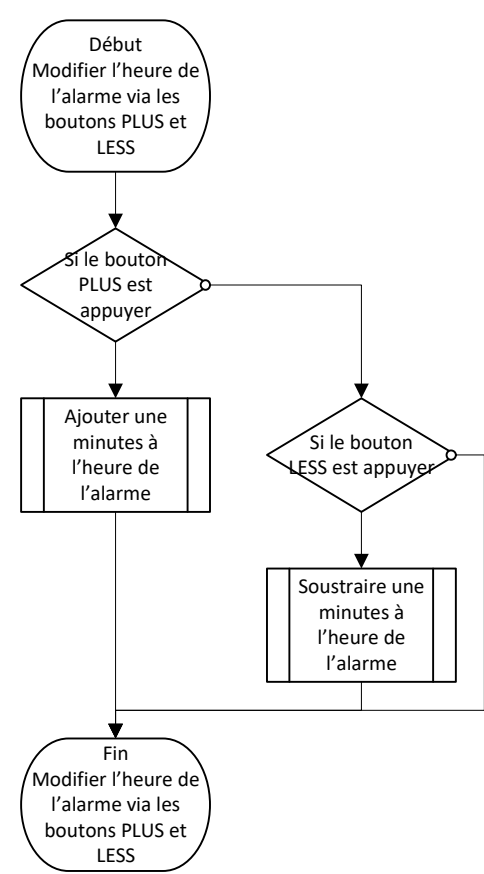 Début
Modifier l'heure de
l'alarme via les
boutons PLUS et
LESS
Si le bouton
PLUS est
appuyer
Ajouter une
minutes à
l'heure de
l'alarme
Si le bouton
LESS est appuyer
Soustraire une
minutes à
l'heure de
l'alarme
Fin
Modifier l'heure de
l'alarme via les
boutons PLUS et
LESS